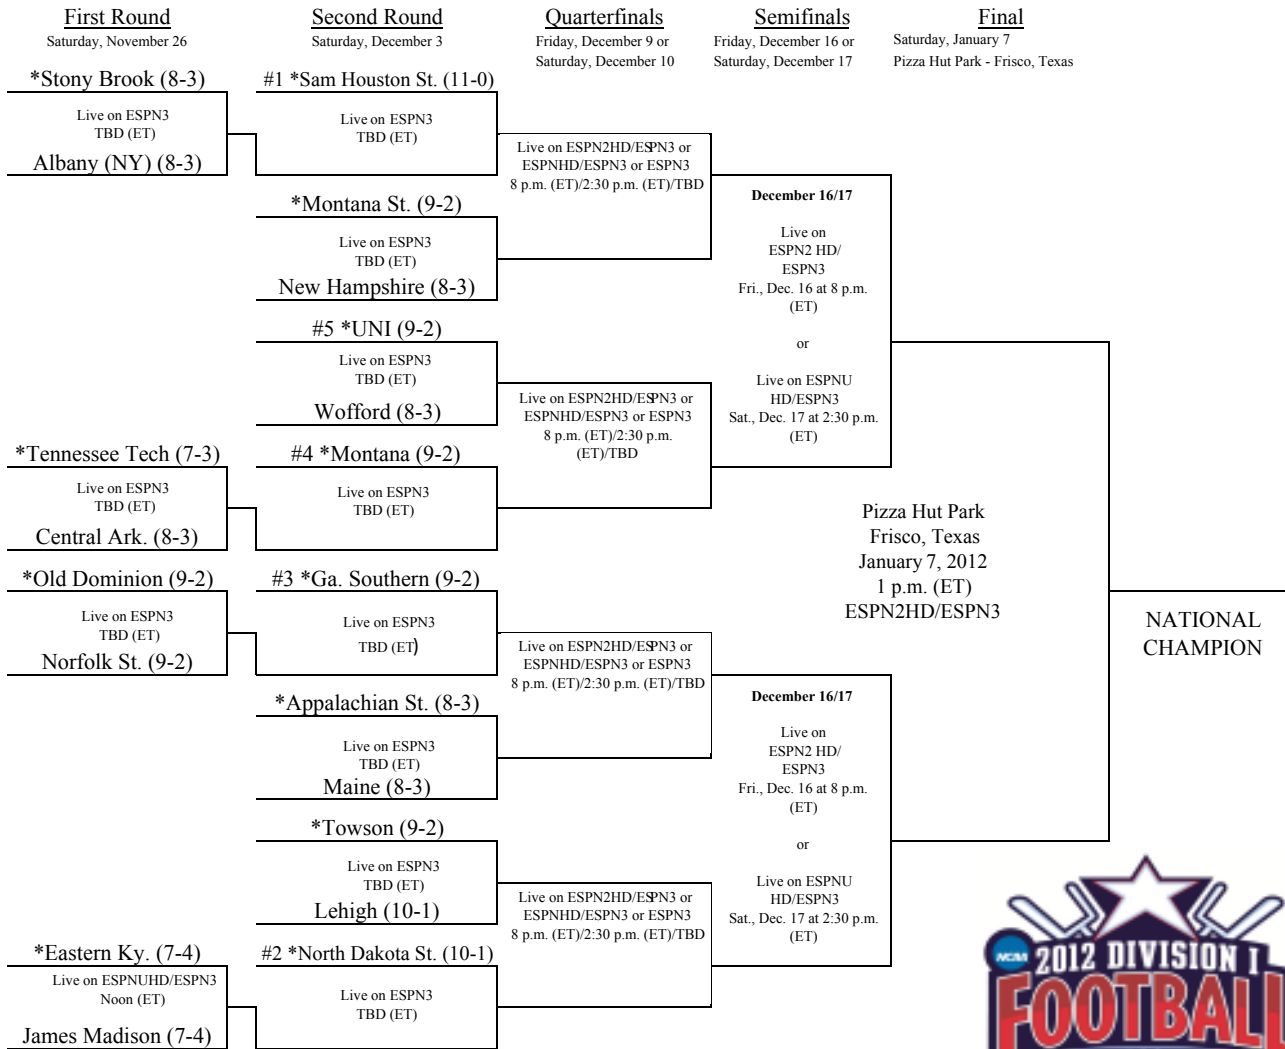 First Round
Saturday, November 26
Second Round
Saturday, December 3
Quarterfinals
Friday, December 9 or
Saturday, December 10
Semifinals
Friday, December 16 or
Saturday, December 17
Final
Saturday, January 7
Pizza Hut Park - Frisco, Texas
*Stony Brook (8-3)
Live on ESPN3
TBD (ET)
Albany (NY) (8-3)
*Tennessee Tech (7-3)
Live on ESPN3
TBD (ET)
Central Ark. (8-3)
*Old Dominion (9-2)
Live on ESPN3
TBD (ET)
Norfolk St. (9-2)
*Eastern Ky. (7-4)
Live on ESPNUHD/ESPN3
Noon (ET)
James Madison (7-4)
#1 *Sam Houston St. (11-0)
Live on ESPN3
TBD (ET)
*Montana St. (9-2)
Live on ESPN3
TBD (ET)
New Hampshire (8-3)
#5 *UNI (9-2)
Live on ESPN3
TBD (ET)
Wofford (8-3)
#4 *Montana (9-2)
Live on ESPN3
TBD (ET)
#3 *Ga. Southern (9-2)
Live on ESPN3
TBD (ET)
*Appalachian St. (8-3)
Live on ESPN3
TBD (ET)
Maine (8-3)
*Towson (9-2)
Live on ESPN3
TBD (ET)
Lehigh (10-1)
#2 *North Dakota St. (10-1)
Live on ESPN3
TBD (ET)
Live on ESPN2HD/ESPN3 or
ESPNHD/ESPN3 or ESPN3
8 p.m. (ET)/2:30 p.m. (ET)/TBD
Live on ESPN2HD/ESPN3 or
ESPNHD/ESPN3 or ESPN3
8 p.m. (ET)/2:30 p.m.
(ET)/TBD
Live on ESPN2HD/ESPN3 or
ESPNHD/ESPN3 or ESPN3
8 p.m. (ET)/2:30 p.m. (ET)/TBD
Live on ESPN2HD/ESPN3 or
ESPNHD/ESPN3 or ESPN3
8 p.m. (ET)/2:30 p.m. (ET)/TBD
December 16/17
Live on
ESPN2 HD/
ESPN3
Fri., Dec. 16 at 8 p.m.
(ET)
or
Live on ESPNU
HD/ESPN3
Sat., Dec. 17 at 2:30 p.m.
(ET)
December 16/17
Live on
ESPN2 HD/
ESPN3
Fri., Dec. 16 at 8 p.m.
(ET)
or
Live on ESPNU
HD/ESPN3
Sat., Dec. 17 at 2:30 p.m.
(ET)
Pizza Hut Park
Frisco, Texas
January 7, 2012
1 p.m. (ET)
ESPN2HD/ESPN3
NATIONAL
CHAMPION
NCAA
2012 DIVISION I
FOOTBALL